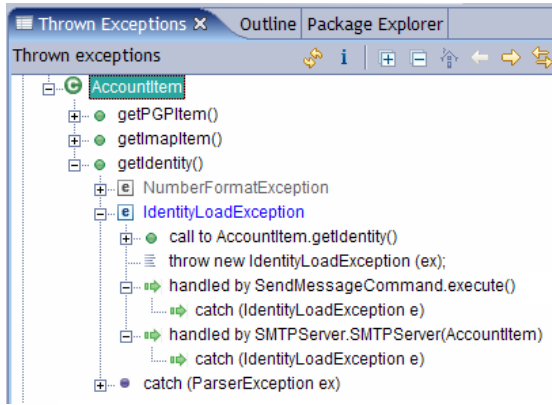 Thrown Exceptions Outline Package Explorer
Thrown exceptions
AccountItem
getPGPItem()
getImapItem()
getIdentity()
NumberFormatException
IdentityLoadException
call to AccountItem.getIdentity()
throw new IdentityLoadException (ex);
handled by SendMessageCommand.execute()
catch (IdentityLoadException e)
handled by SMTPServer.SMTPServer(AccountItem)
catch (IdentityLoadException e)
catch (ParserException ex)